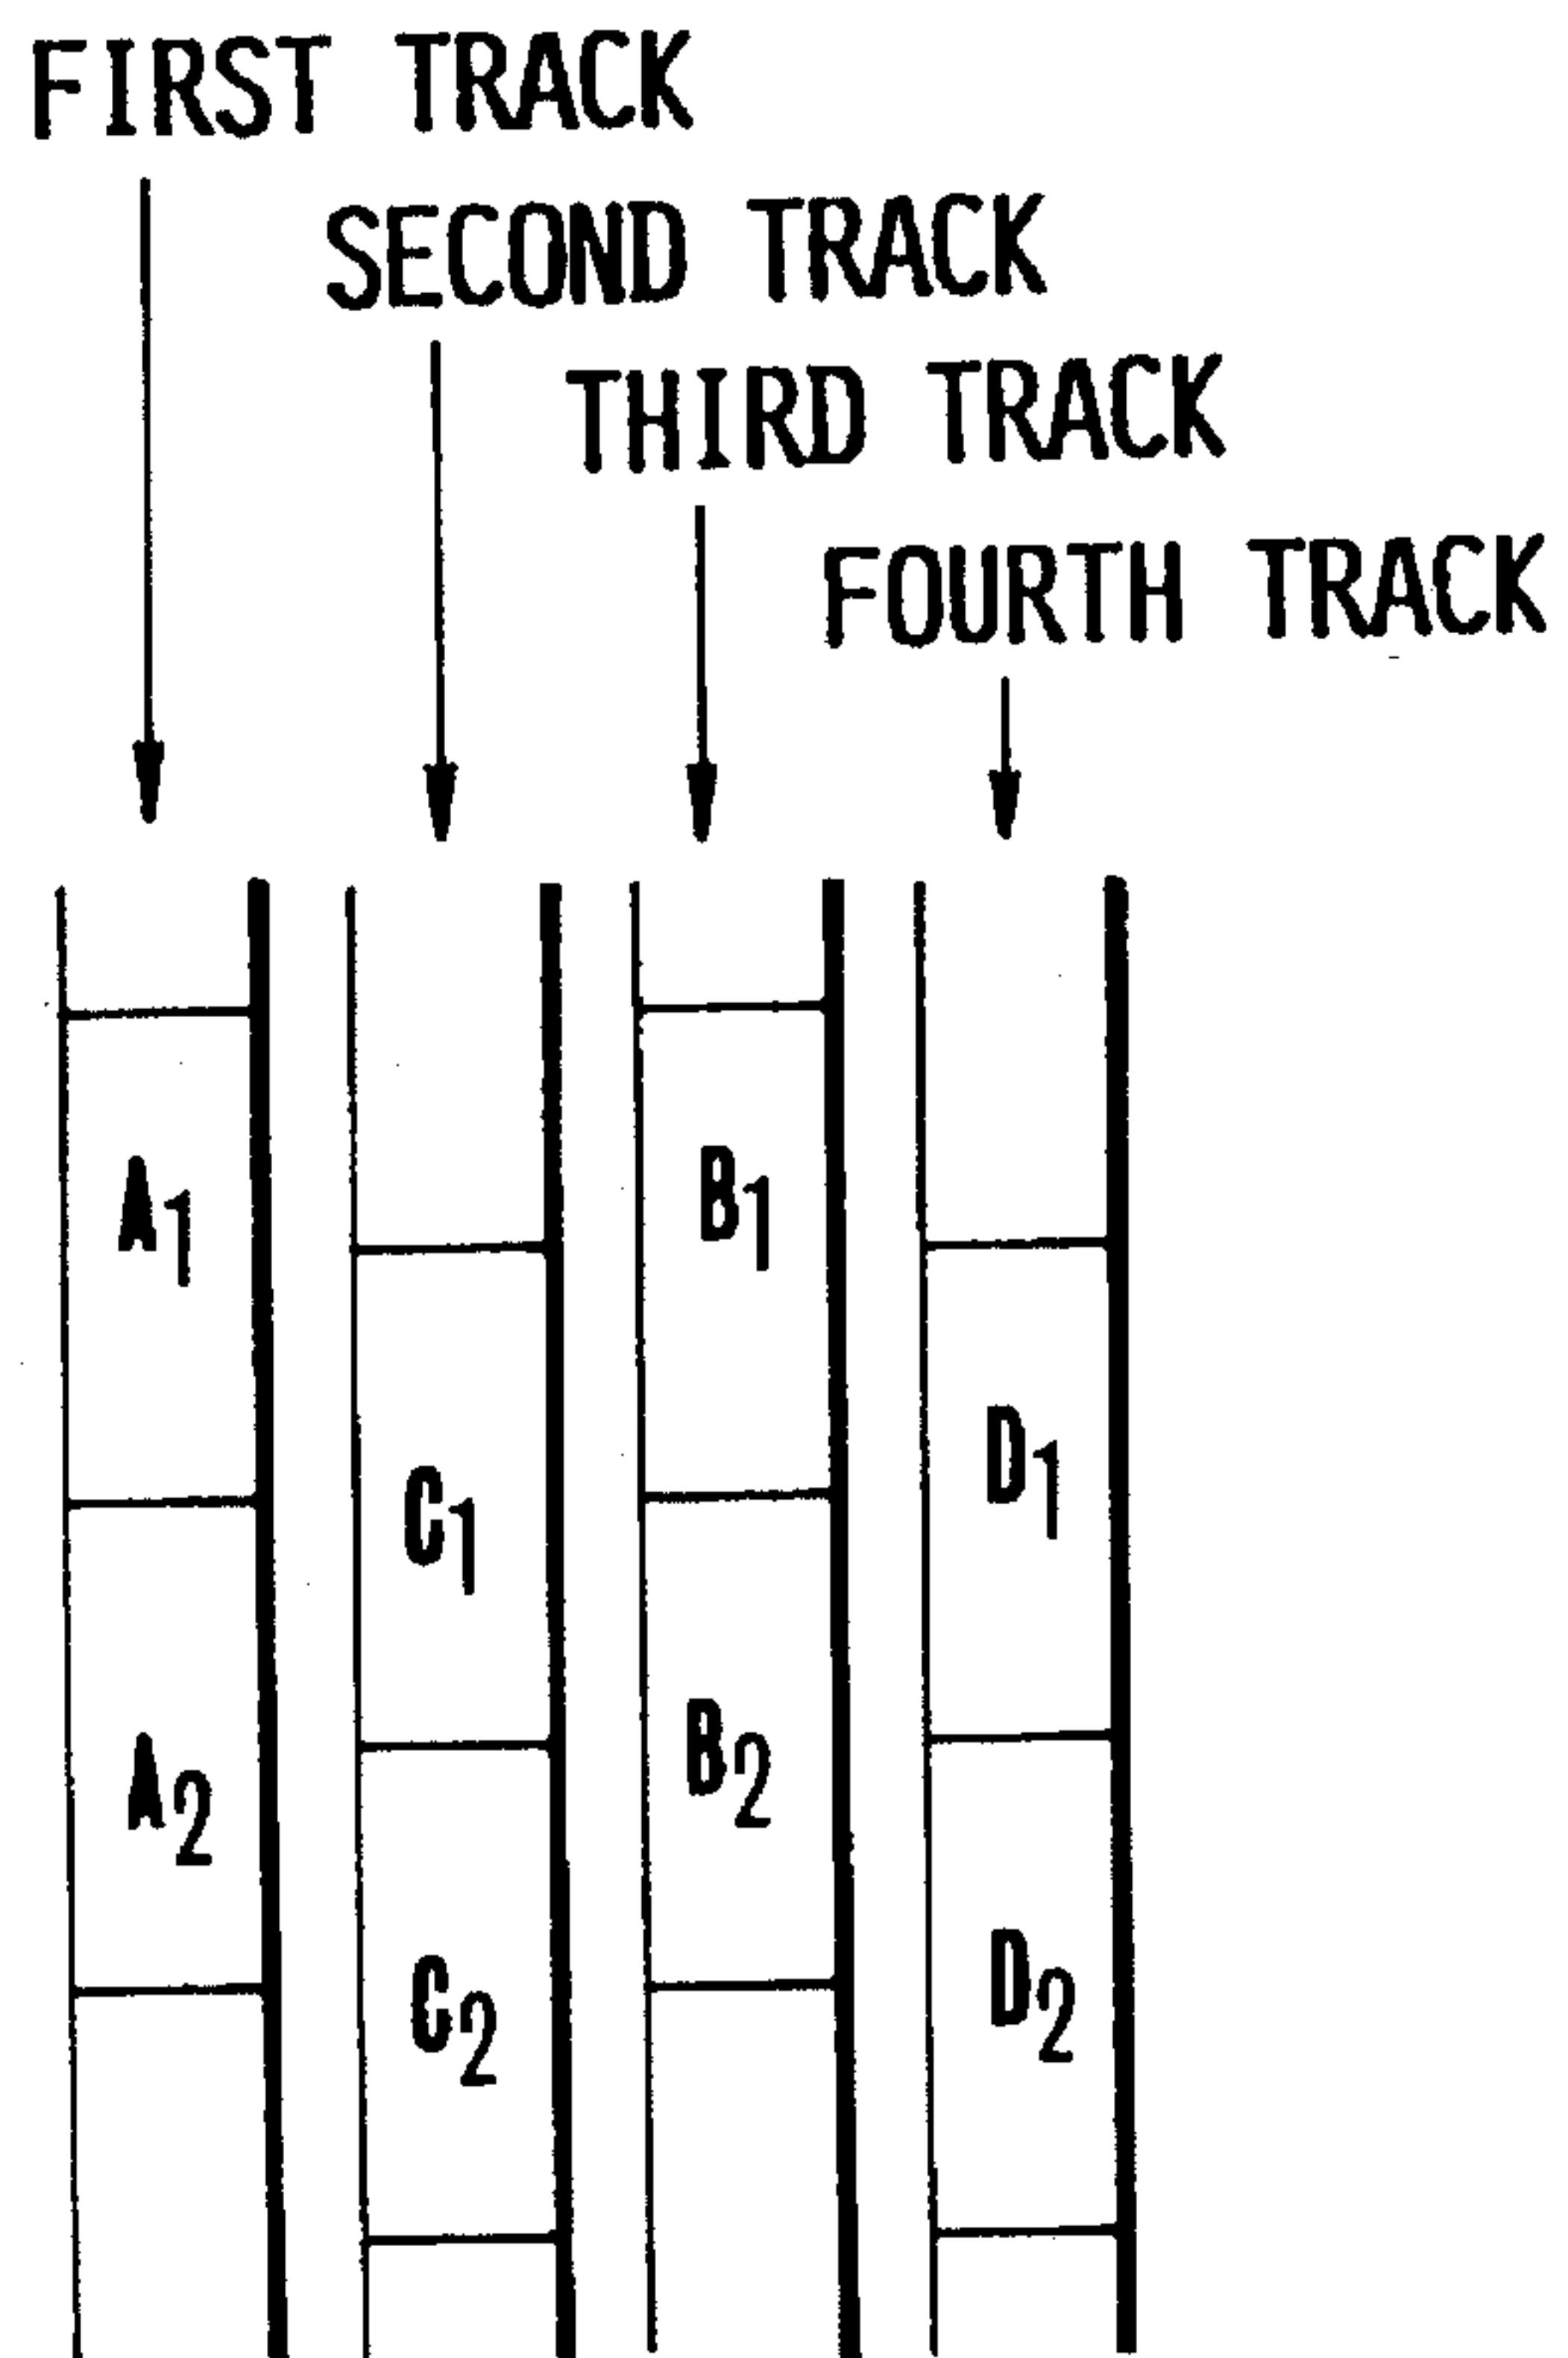 FIRST TRACK
SECOND TRACK
THIRD TRACK
FOURTH TRACK
A1
B1
C1
D1
A2
B2
C2
D2